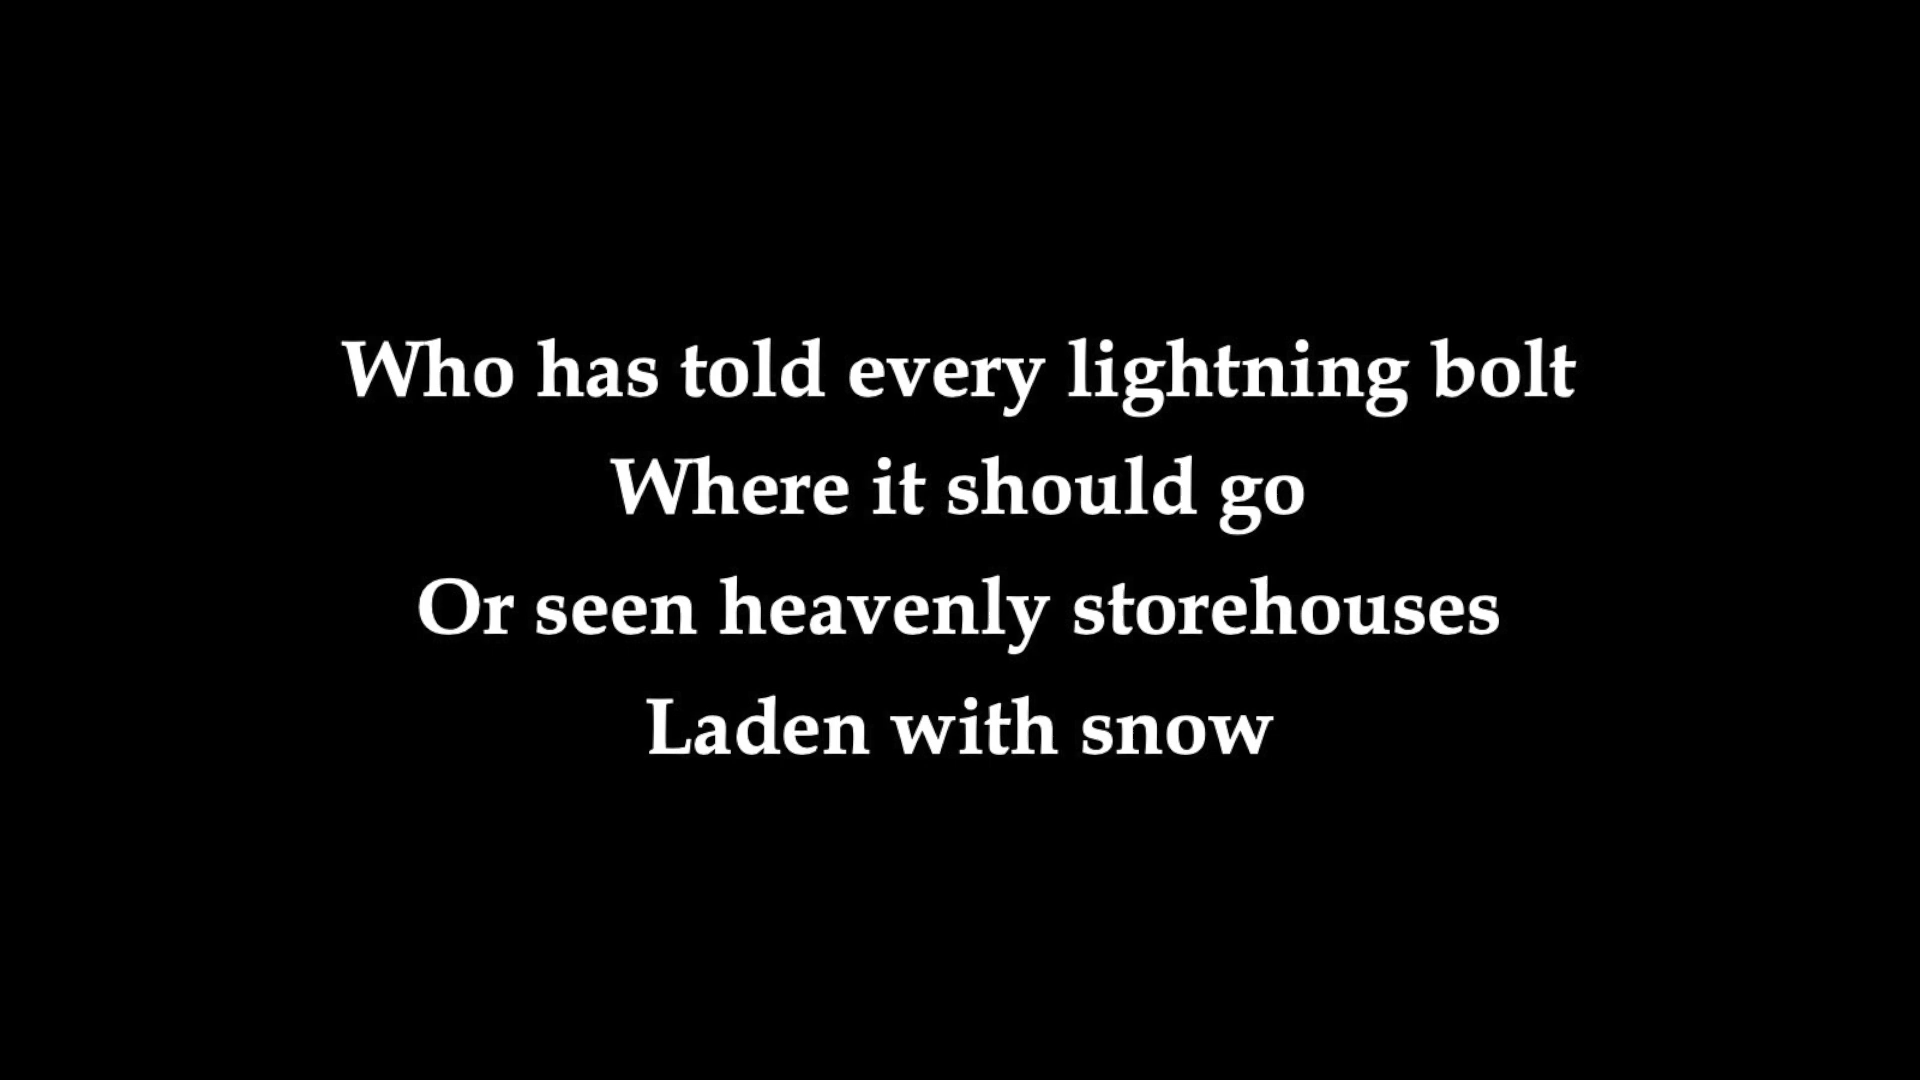 Who has told every lightning bolt
Where it should go
Or seen heavenly storehouses
Laden with snow